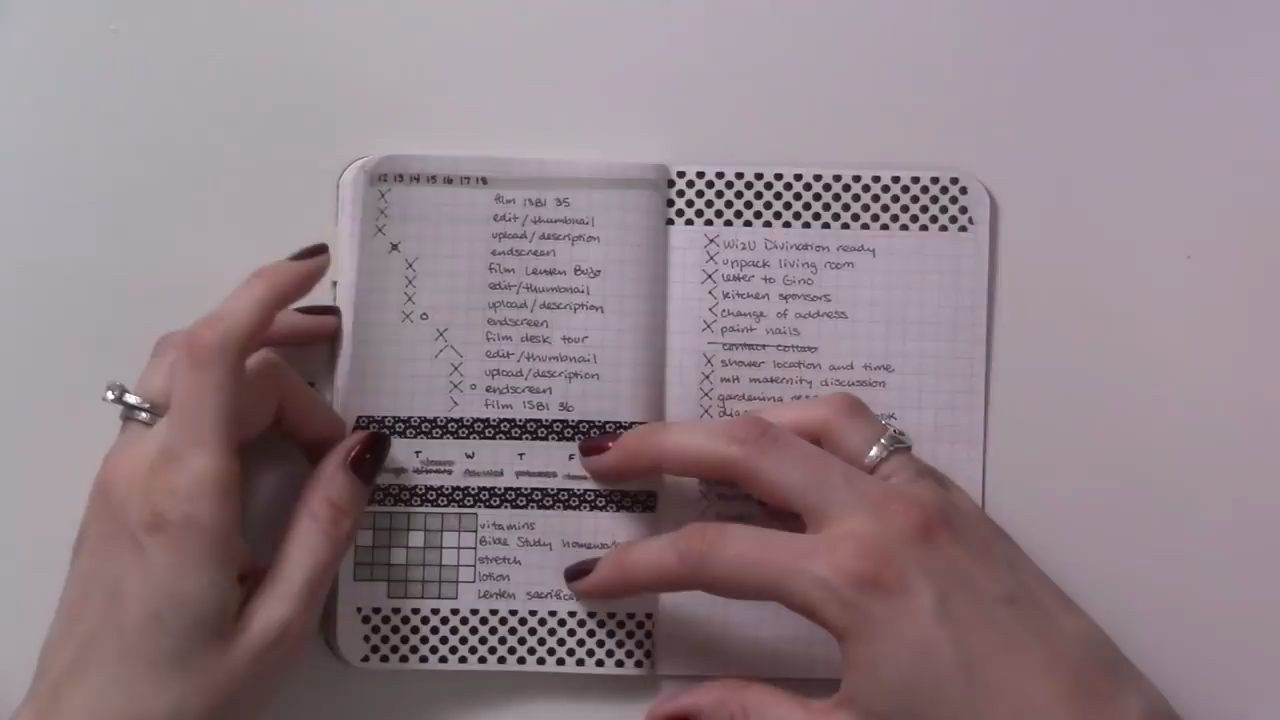 12 13 14 15 16 17 18
film ISBI 35
edit/thumbnail
upload/description
endscreen
film Lenten BuJo
edit/thumbnail
upload/description
endscreen
film desk tour
edit/thumbnail
upload/description
endscreen
film ISBI 36
T W T F
vitamins
Bible Study homework
stretch
lotion
Lenten
WizU Divination ready
unpack living room
letter to Gino
kitchen sponsors
change of address
paint nails
contact collab
shower location and time
mH maternity discussion
gardening